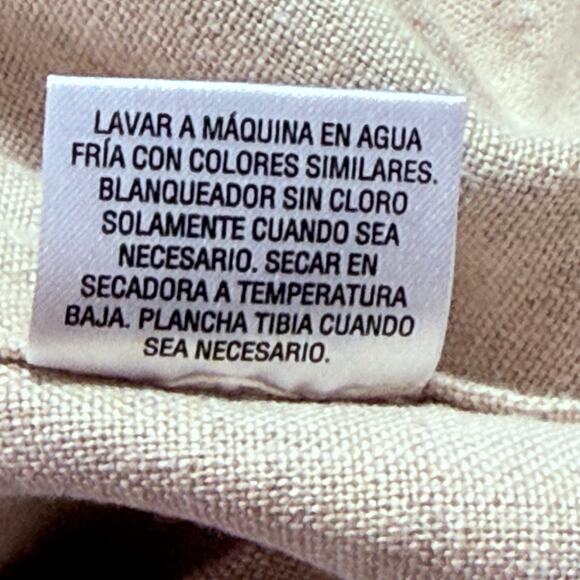 LAVAR A MÁQUINA EN AGUA
FRÍA CON COLORES SIMILARES.
BLANQUEADOR SIN CLORO
SOLAMENTE CUANDO SEA
NECESARIO. SECAR EN
SECADORA A TEMPERATURA
BAJA. PLANCHA TIBIA CUANDO
SEA NECESARIO.